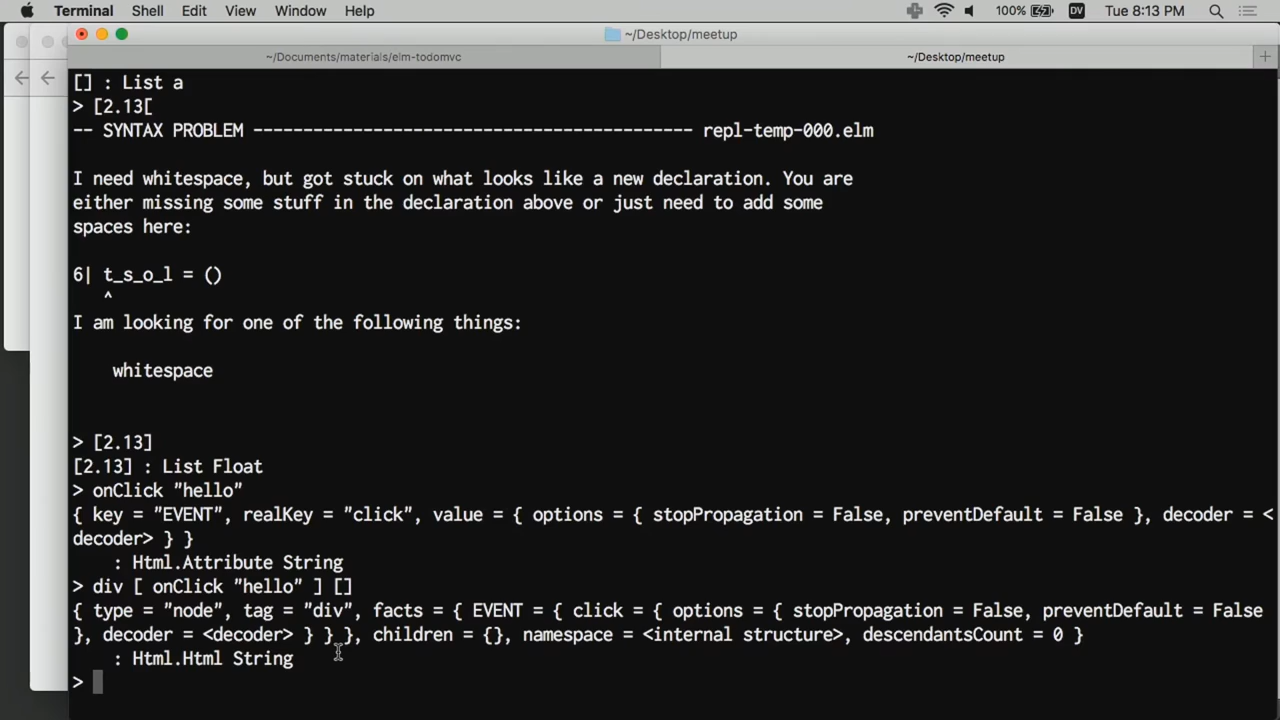 Terminal Shell Edit View Window Help 100% DV Tue 8:13 PM
~/Desktop/meetup
~/Documents/materials/elm-todomvc ~/Desktop/meetup
[] : List a
> [2.13[
-- SYNTAX PROBLEM -------------------------------------------- repl-temp-000.elm
I need whitespace, but got stuck on what looks like a new declaration. You are
either missing some stuff in the declaration above or just need to add some
spaces here:
6| t_s_o_l = ()
^
I am looking for one of the following things:
whitespace
> [2.13]
[2.13] : List Float
> onClick "hello"
{ key = "EVENT", realKey = "click", value = { options = { stopPropagation = False, preventDefault = False }, decoder = <
decoder> } }
: Html.Attribute String
> div [ onClick "hello" ] []
{ type = "node", tag = "div", facts = { EVENT = { click = { options = { stopPropagation = False, preventDefault = False
}, decoder = <decoder> } } }, children = {}, namespace = <internal structure>, descendantsCount = 0 }
: Html.Html String
>